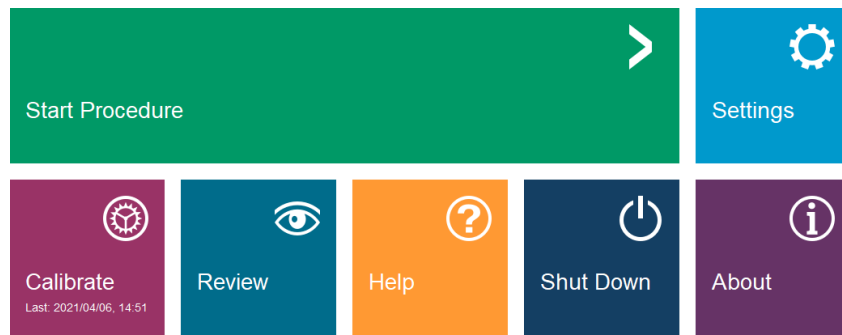 Start Procedure
Settings
Calibrate
Last: 2021/04/06, 14:51
Review
Help
Shut Down
About